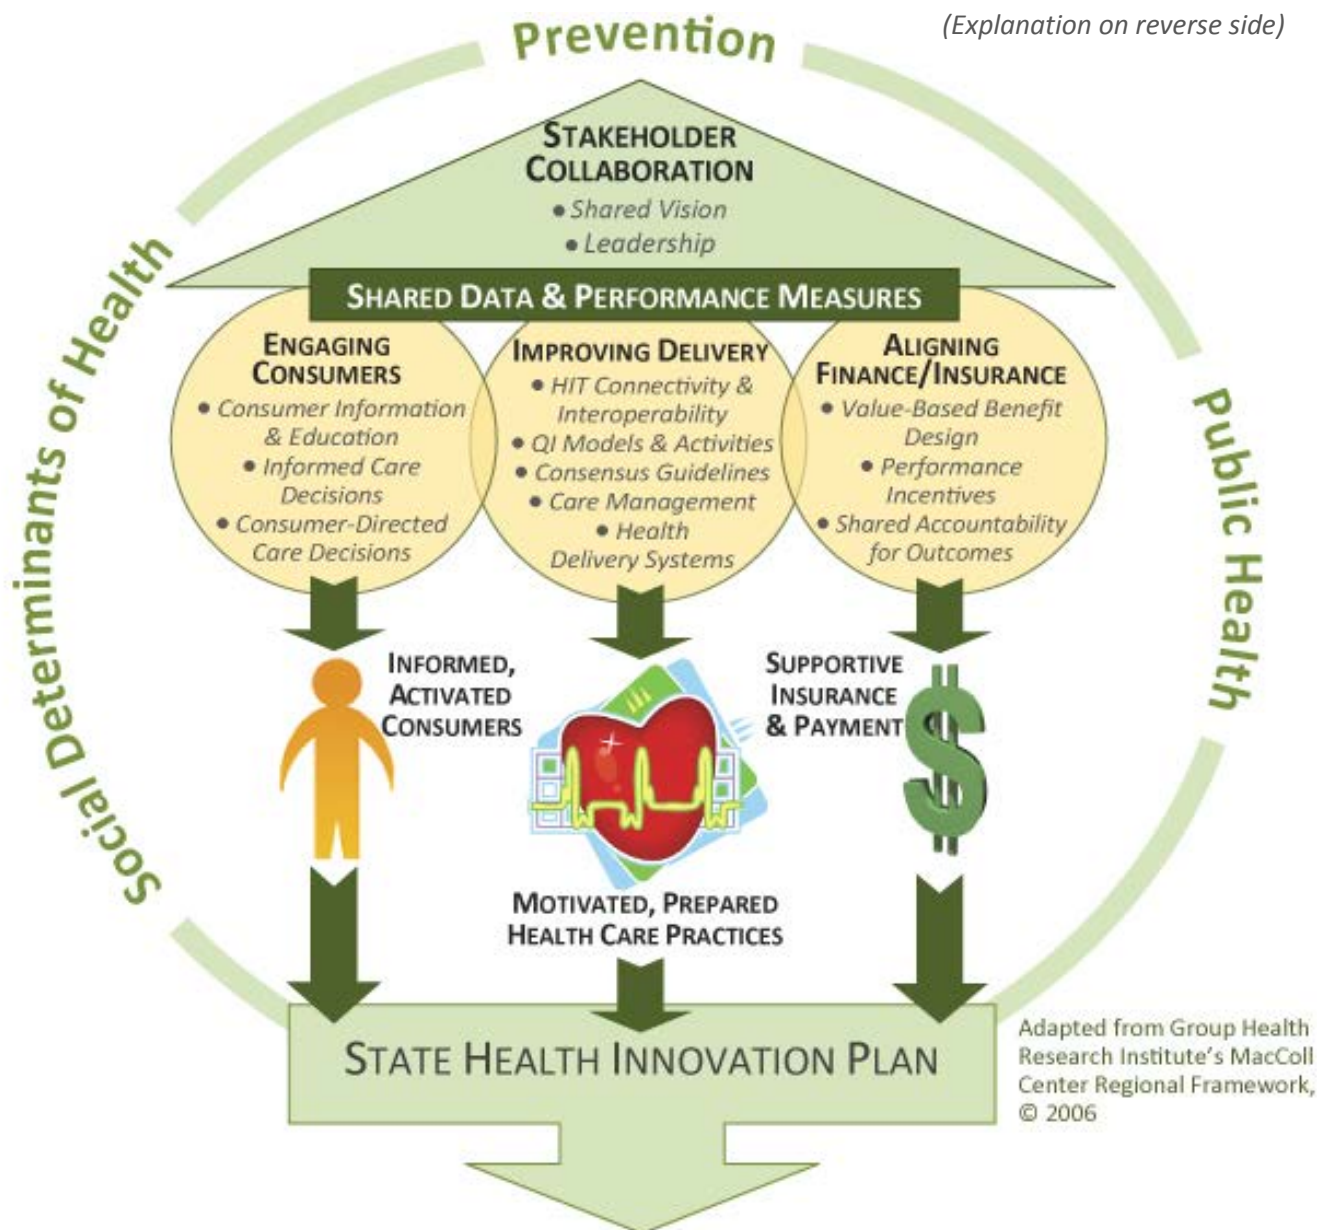 (Explanation on reverse side)
Prevention
Social Determinants of Health
Public Health
STAKEHOLDER
COLLABORATION
• Shared Vision
• Leadership
SHARED DATA & PERFORMANCE MEASURES
ENGAGING
CONSUMERS
• Consumer Information
& Education
• Informed Care
Decisions
• Consumer-Directed
Care Decisions
IMPROVING DELIVERY
• HIT Connectivity &
Interoperability
• QI Models & Activities
• Consensus Guidelines
• Care Management
• Health
Delivery Systems
ALIGNING
FINANCE/INSURANCE
• Value-Based Benefit
Design
• Performance
Incentives
• Shared Accountability
for Outcomes
INFORMED,
ACTIVATED
CONSUMERS
SUPPORTIVE
INSURANCE
& PAYMENT
$
MOTIVATED, PREPARED
HEALTH CARE PRACTICES
STATE HEALTH INNOVATION PLAN
Adapted from Group Health
Research Institute's MacColl
Center Regional Framework,
© 2006